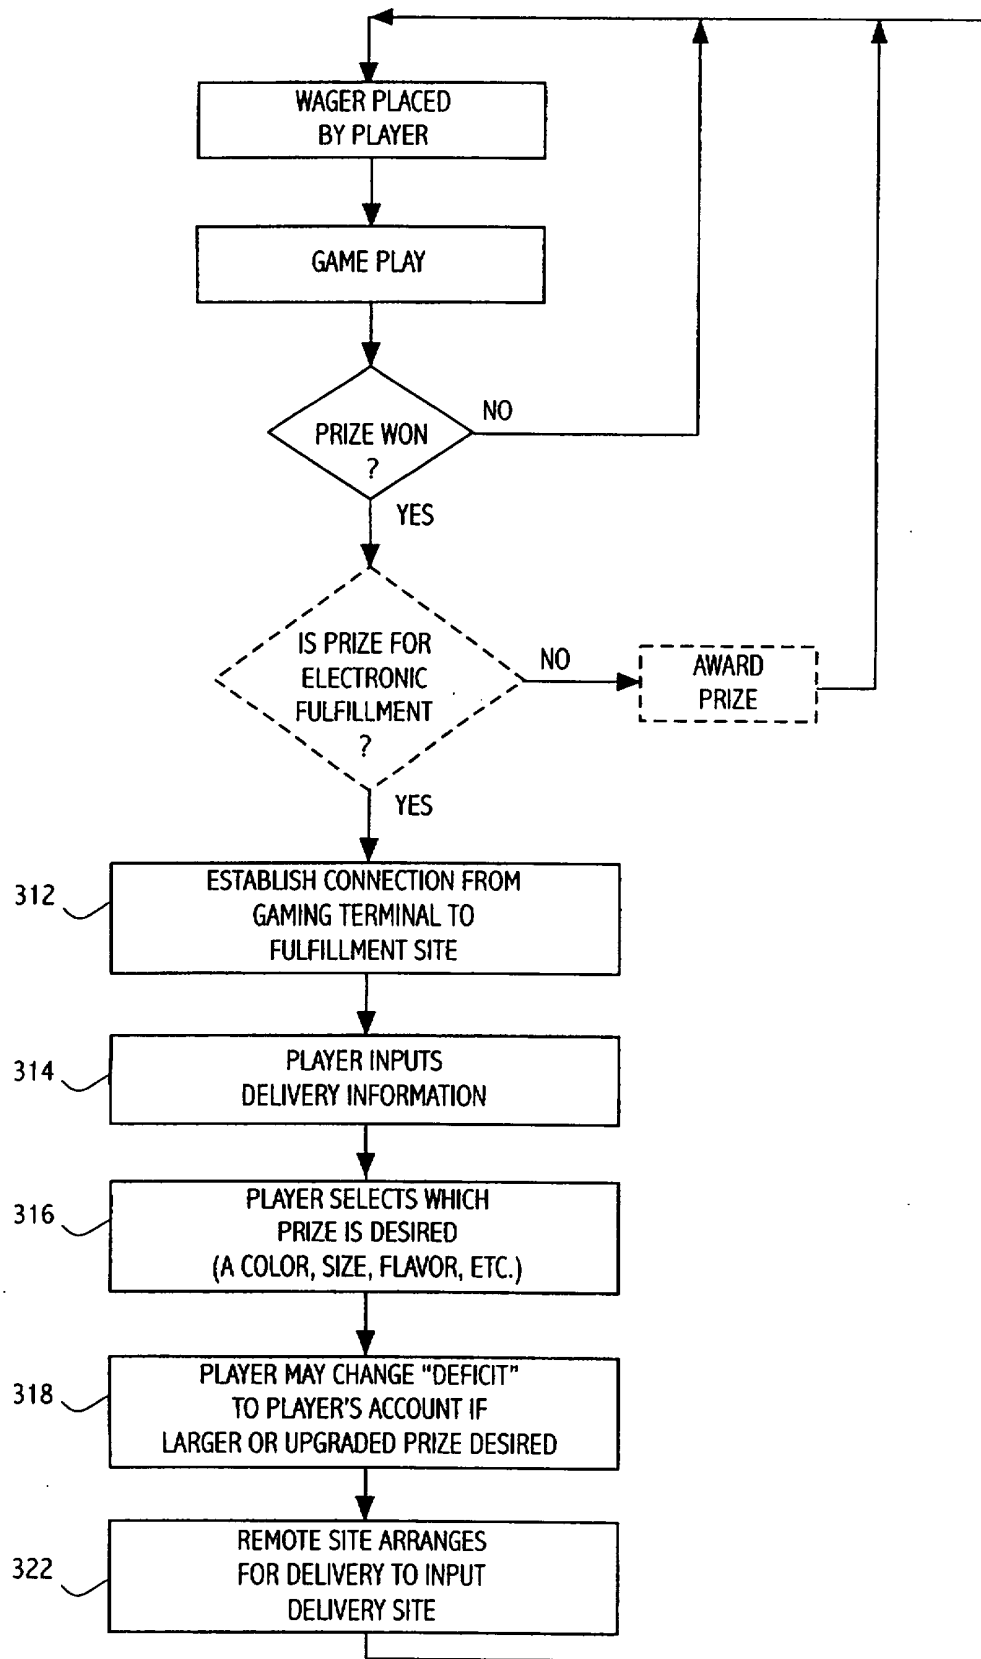 WAGER PLACED
BY PLAYER
GAME PLAY
PRIZE WON
?
NO
YES
IS PRIZE FOR
ELECTRONIC
FULFILLMENT
?
NO
AWARD
PRIZE
YES
312
ESTABLISH CONNECTION FROM
GAMING TERMINAL TO
FULFILLMENT SITE
314
PLAYER INPUTS
DELIVERY INFORMATION
316
PLAYER SELECTS WHICH
PRIZE IS DESIRED
(A COLOR, SIZE, FLAVOR, ETC.)
318
PLAYER MAY CHANGE "DEFICIT"
TO PLAYER'S ACCOUNT IF
LARGER OR UPGRADED PRIZE DESIRED
322
REMOTE SITE ARRANGES
FOR DELIVERY TO INPUT
DELIVERY SITE